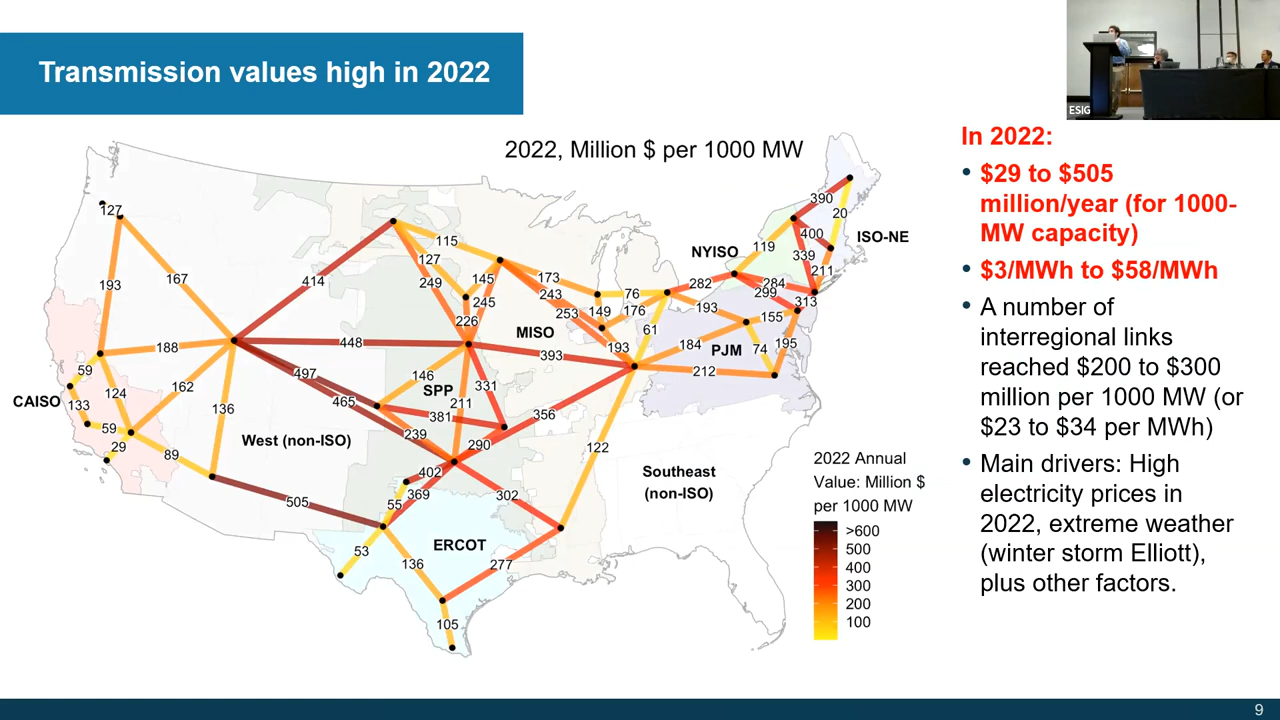 Transmission values high in 2022
ESIG
2022, Million $ per 1000 MW
In 2022:
• $29 to $505
million/year (for 1000-
MW capacity)
• $3/MWh to $58/MWh
• A number of
interregional links
reached $200 to $300
million per 1000 MW (or
$23 to $34 per MWh)
• Main drivers: High
electricity prices in
2022, extreme weather
(winter storm Elliott),
plus other factors.
127
390
20
ISO-NE
400
115
119
NYISO
339
127
211
193
167
414
249
145
173
282
284
243
76
299
245
313
253
149
176
193
226
155
61
MISO
448
188
193
184
PJM
74
195
393
59
497
146
212
162
124
SPP
331
CAISO
133
465
211
136
381
356
59
239
West (non-ISO)
290
29
89
122
402
Southeast
(non-ISO)
369
302
505
55
ERCOT
53
136
277
105
2022 Annual
Value: Million $
per 1000 MW
>600
500
400
300
200
100
9